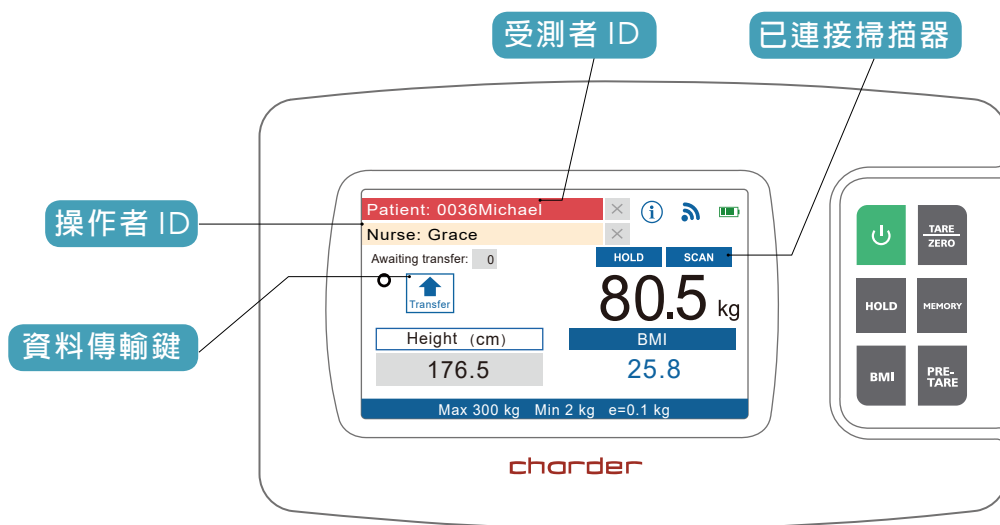 受測者 ID
已連接掃描器
操作者 ID
資料傳輸鍵
Patient: 0036Michael
Nurse: Grace
Awaiting transfer: 0
HOLD SCAN
Transfer
80.5 kg
Height (cm)
BMI
176.5
25.8
Max 300 kg Min 2 kg e=0.1 kg
charder
TARE
ZERO
HOLD
MEMORY
BMI
PRE-
TARE